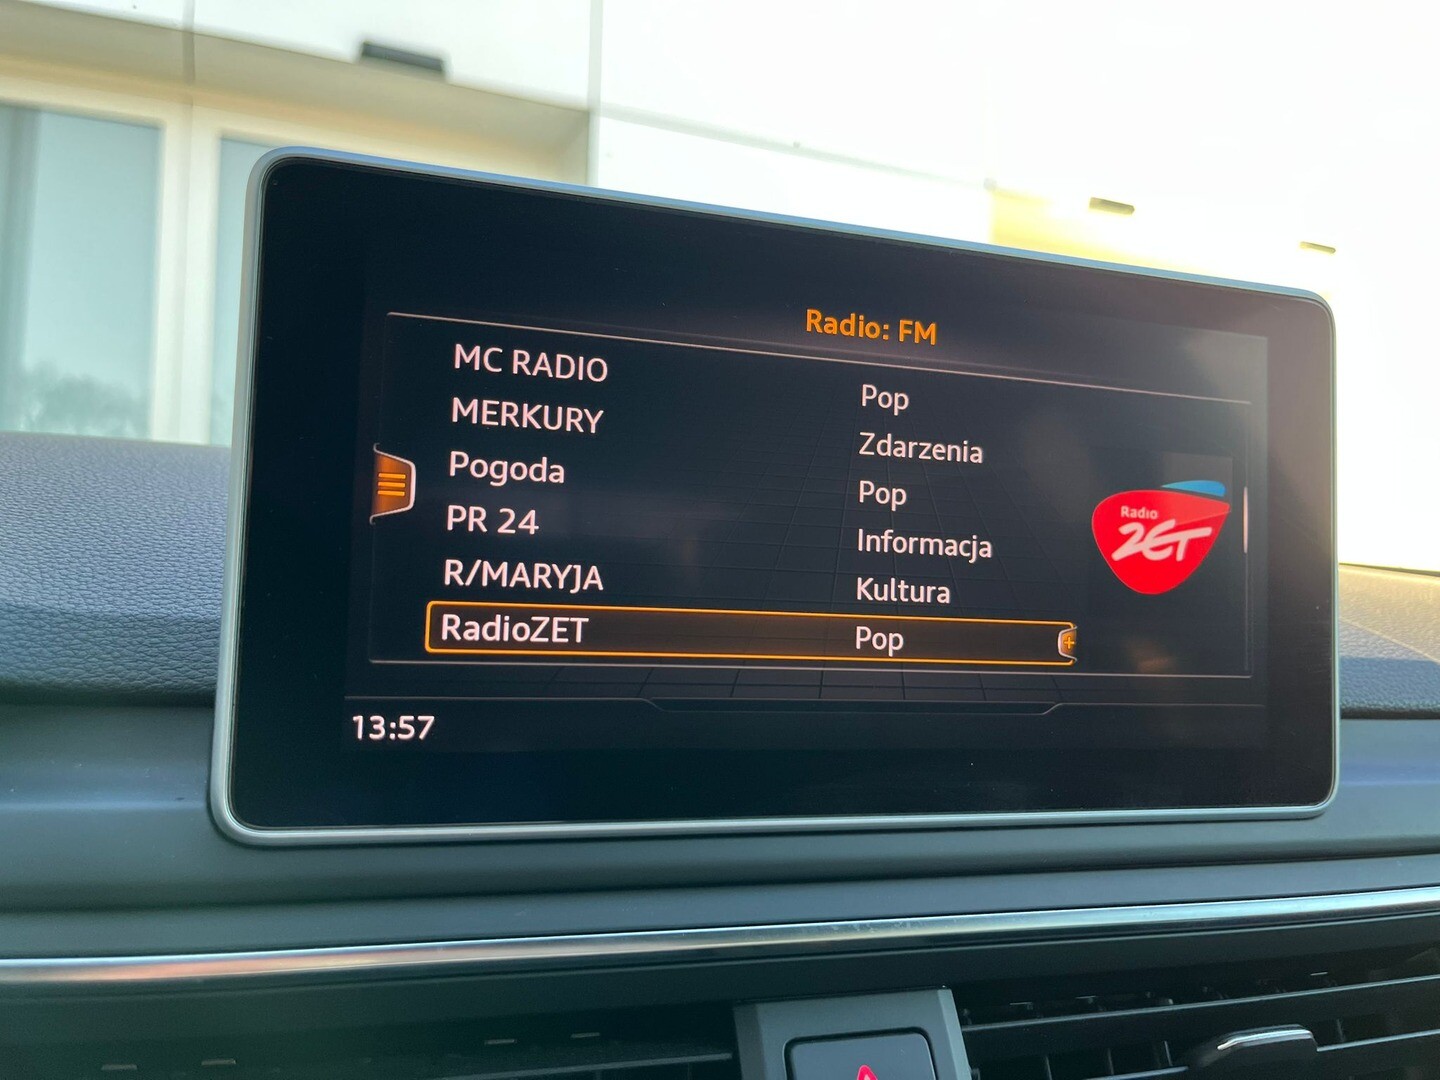 Radio: FM
MC RADIO Pop
MERKURY Zdarzenia
Pogoda Pop
PR 24 Informacja
R/MARYJA Kultura
RadioZET Pop
Radio
ZET
13:57